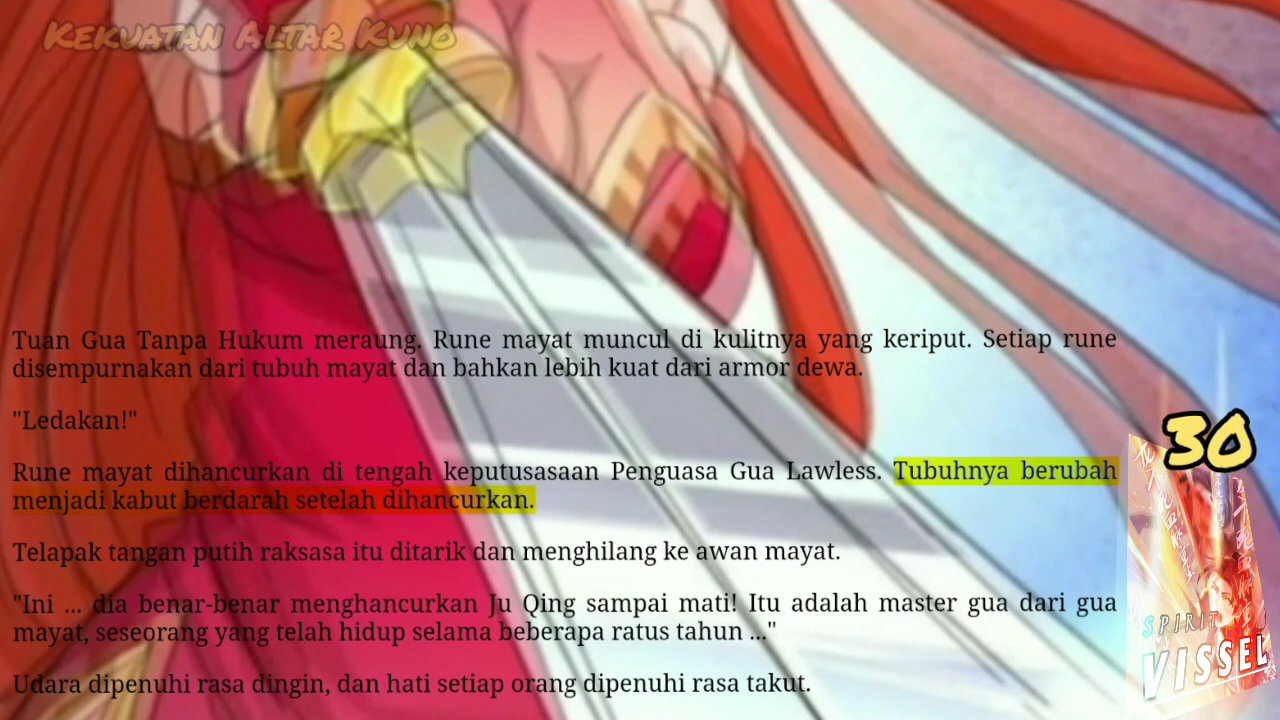 Kekuatan Altar Kuno
Tuan Gua Tanpa Hukum meraung. Rune mayat muncul di kulitnya yang keriput. Setiap rune
disempurnakan dari tubuh mayat dan bahkan lebih kuat dari armor dewa.
"Ledakan!"
Rune mayat dihancurkan di tengah keputusasaan Penguasa Gua Lawless. Tubuhnya berubah
menjadi kabut berdarah setelah dihancurkan.
Telapak tangan putih raksasa itu ditarik dan menghilang ke awan mayat.
"Ini ... dia benar-benar menghancurkan Ju Qing sampai mati! Itu adalah master gua dari gua
mayat, seseorang yang telah hidup selama beberapa ratus tahun ..."
Udara dipenuhi rasa dingin, dan hati setiap orang dipenuhi rasa takut.
30
SPIRIT
VISSEL